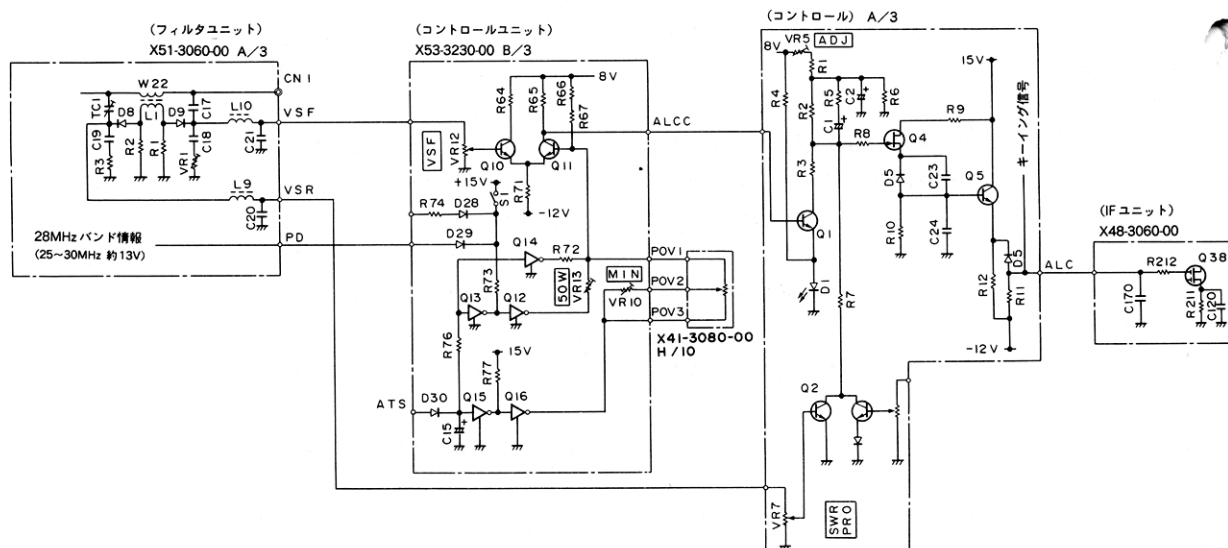 (フィルタユニット)
X51-3060-00 A/3
W22
CN1
TC1
D8
L1
D9
C17
L10
VSF
C19
R2
R1
C18
C21
R3
VR1
L9
VSR
C20
28MHzバンド情報
(25~30MHz 約13V)
PD
ATS
(コントロールユニット)
X53-3230-00 B/3
8V
R64
R65
R66
R67
ALCC
VSF
VR12
Q10
Q11
+15V
S1
R71
-12V
R74
D28
D29
Q14
R72
POV1
R73
50W
VR13
MIN
POV2
Q13
Q12
VR10
POV3
R76
15V
R77
X41-3080-00
H/10
D30
Q15
Q16
C15
(コントロール) A/3
8V
VR5
ADJ
R1
15V
R4
R2
R5
C2
R6
R9
C1
R8
Q4
キーイング信号
R3
D5
C23
Q5
Q1
R10
C24
D5
ALC
D1
R7
R12
R11
-12V
Q2
VR7
SWR
PRO
(IFユニット)
X48-3060-00
R212
Q38
C170
R211
C120